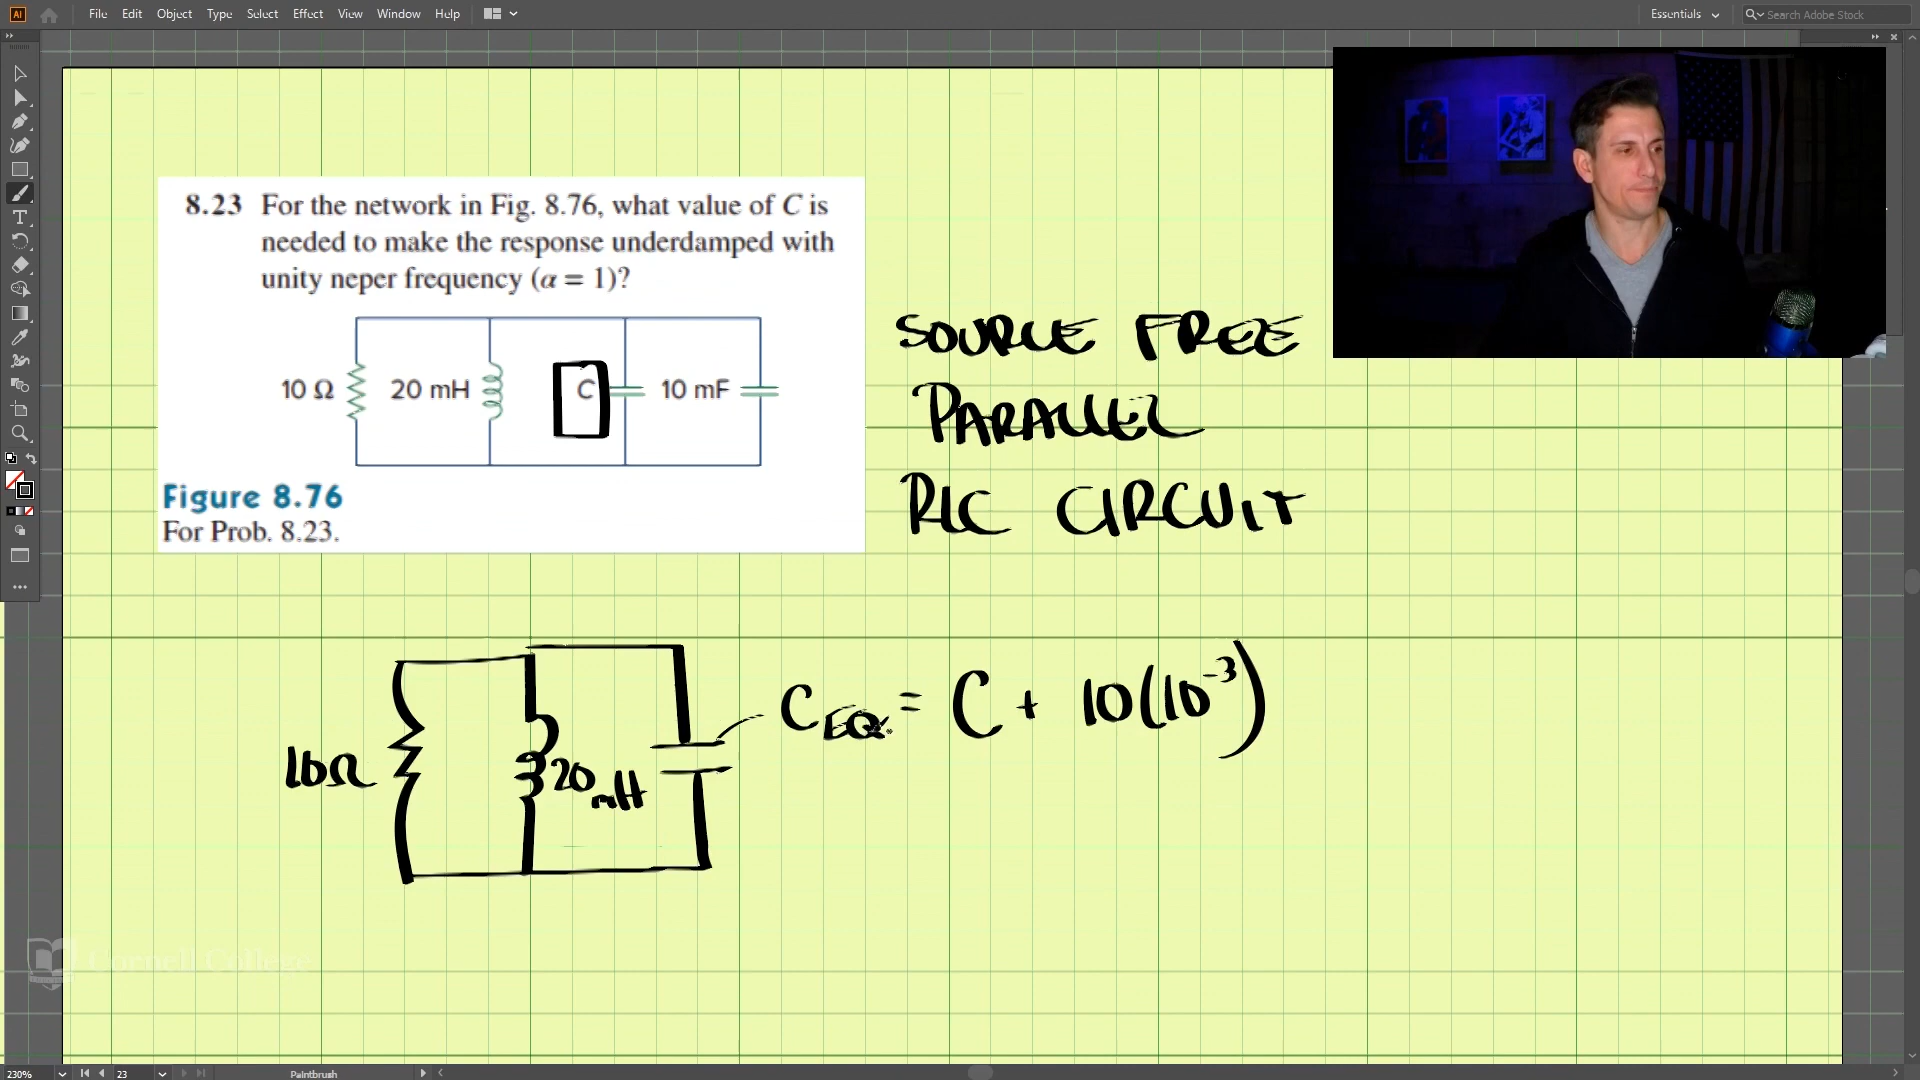 File Edit Object Type Select Effect View Window Help
Essentials
Search Adobe Stock
8.23 For the network in Fig. 8.76, what value of C is
needed to make the response underdamped with
unity neper frequency (α = 1)?
10 Ω 20 mH C 10 mF
Figure 8.76
For Prob. 8.23.
SOURCE FREE
PARALLEL
RLC CIRCUIT
10Ω
20
mH
C_EQ = C + 10(10^-3)
Cornell College
230%
23
Paintbrush